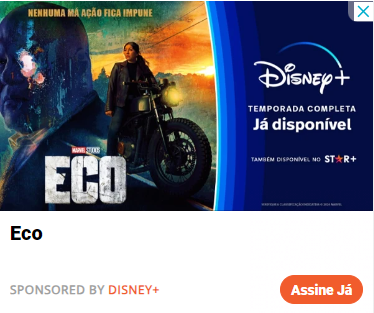 NENHUMA MÁ AÇÃO FICA IMPUNE
MARVEL STUDIOS
ECO
Disney+
TEMPORADA COMPLETA
Já disponível
TAMBÉM DISPONÍVEL NO STAR+
Eco
SPONSORED BY DISNEY+
Assine Já